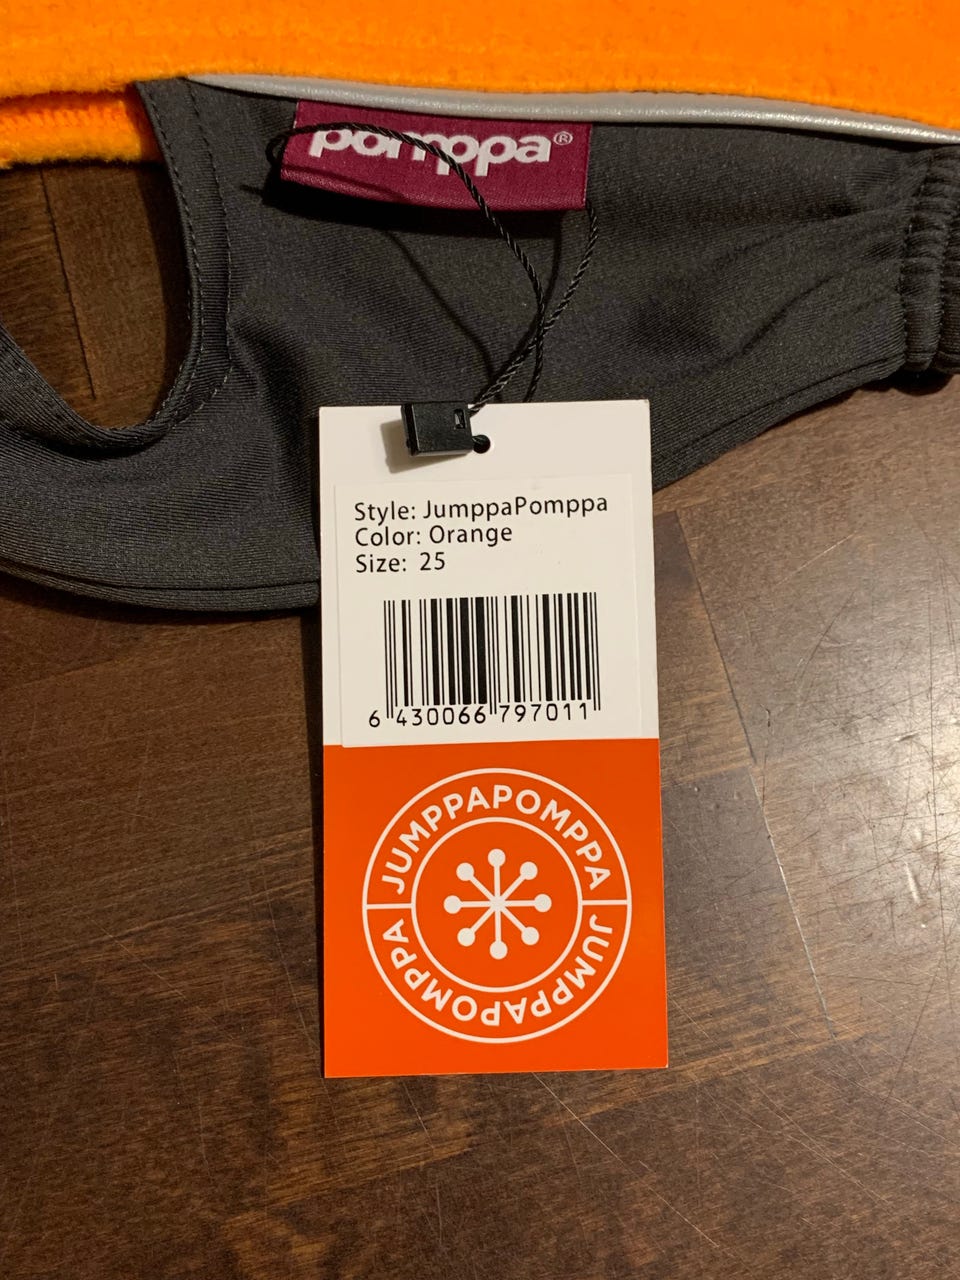 pomppa®
Style: JumppaPomppa
Color: Orange
Size: 25
6 430066 797011
JUMPPAPOMPPA
JUMPPAPOMPPA